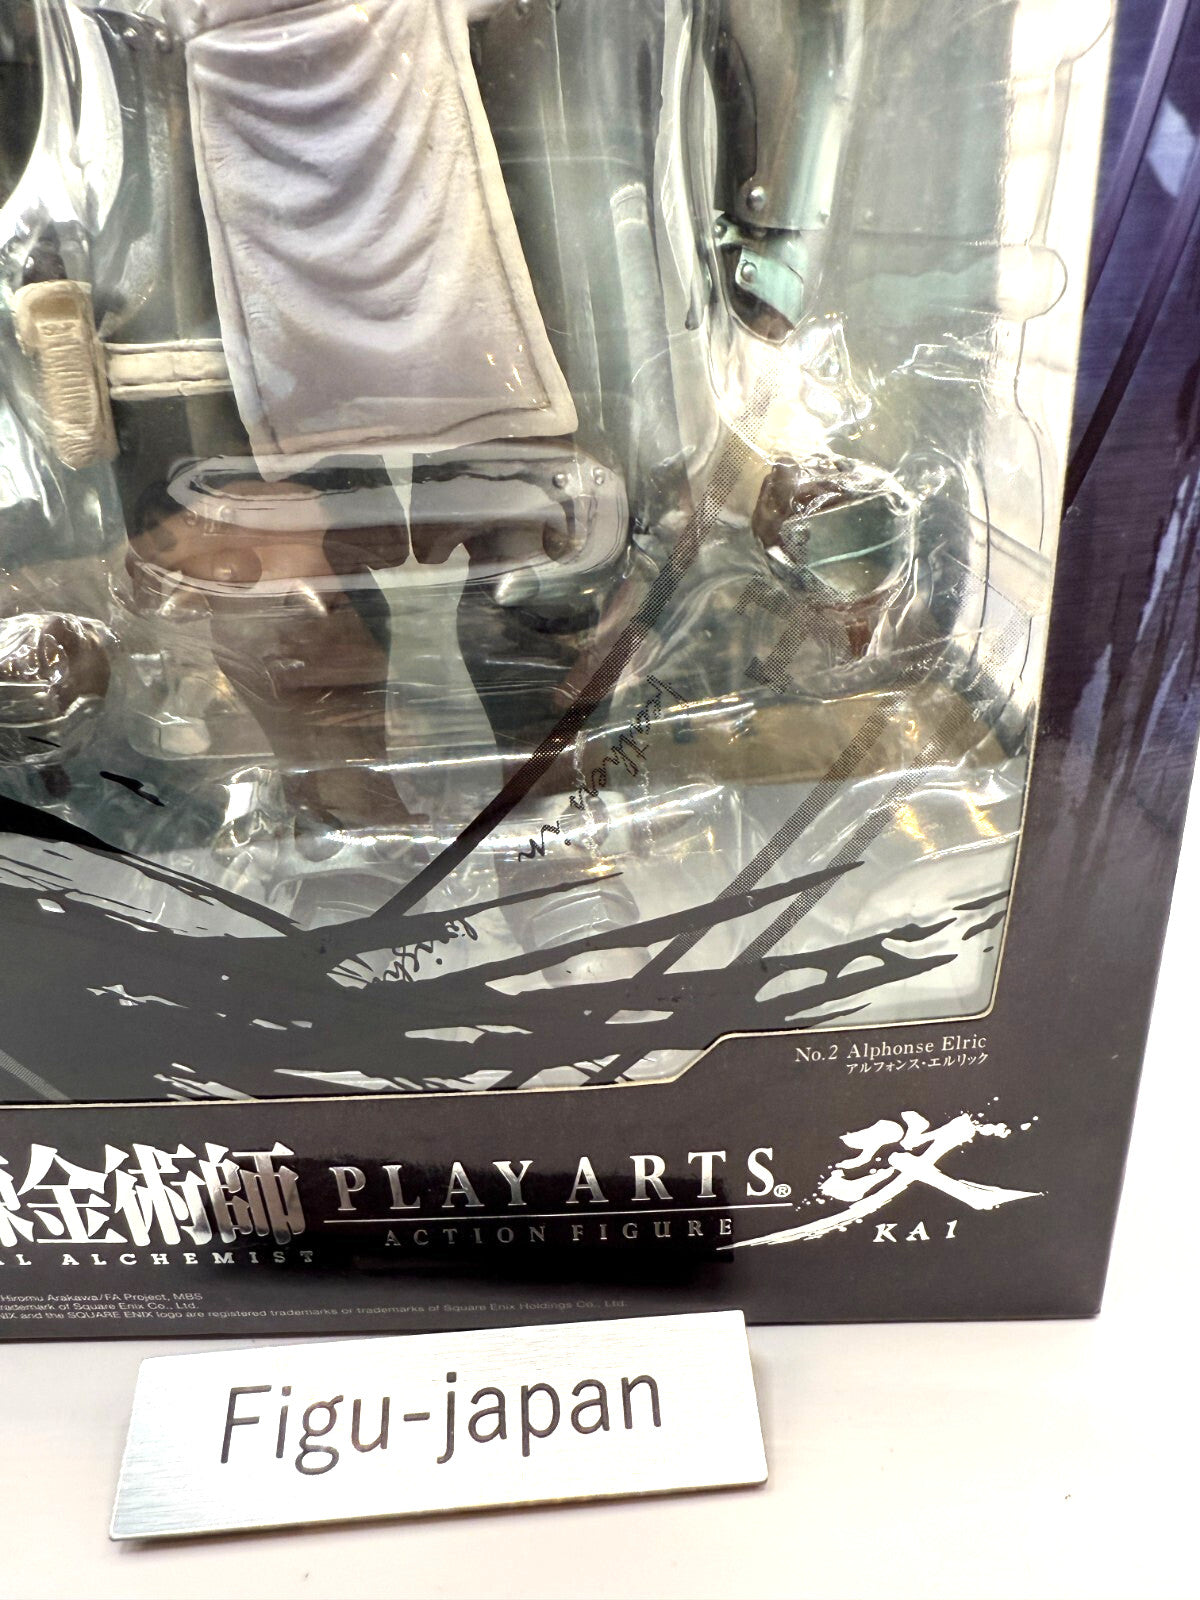 feathers in
No.2 Alphonse Elric
アルフォンス・エルリック
錬金術師
AL ALCHEMIST
PLAY ARTS® 改
ACTION FIGURE KAI
Hiromu Arakawa/FA Project, MBS
trademark of Square Enix Co., Ltd.
NIX and the SQUARE ENIX logo are registered trademarks or trademarks of Square Enix Holdings Co., Ltd.
Figu-japan